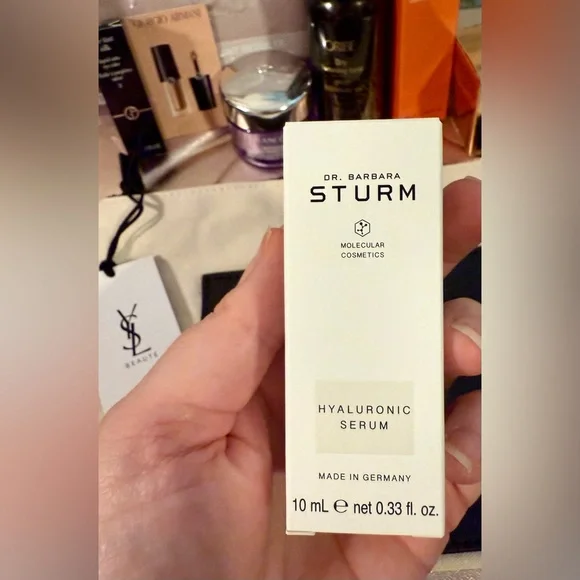 DR. BARBARA
STURM
MOLECULAR
COSMETICS
HYALURONIC
SERUM
MADE IN GERMANY
10 mL ℮ net 0.33 fl. oz.
YSL
BEAUTÉ